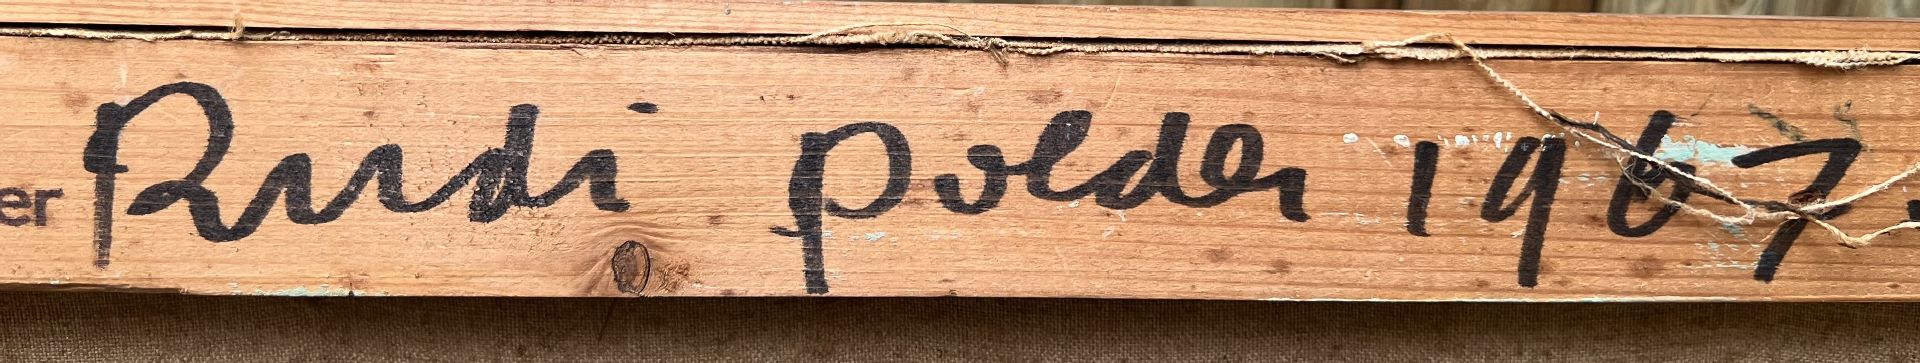 er Rudi polder 1967.